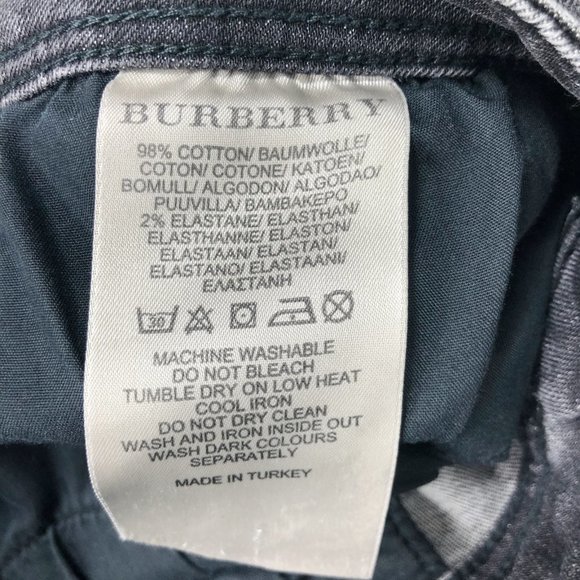 BURBERRY
98% COTTON/ BAUMWOLLE/
COTON/ COTONE/ KATOEN/
BOMULL/ ALGODON/ ALGODAO/
PUUVILLA/ BAMBAKEPO
2% ELASTANE/ ELASTHAN/
ELASTHANNE/ ELASTON/
ELASTAAN/ ELASTAN/
ELASTANO/ ELASTAANI/
ΕΛΑΣΤΑΝΗ
30
MACHINE WASHABLE
DO NOT BLEACH
TUMBLE DRY ON LOW HEAT
COOL IRON
DO NOT DRY CLEAN
WASH AND IRON INSIDE OUT
WASH DARK COLOURS
SEPARATELY
MADE IN TURKEY